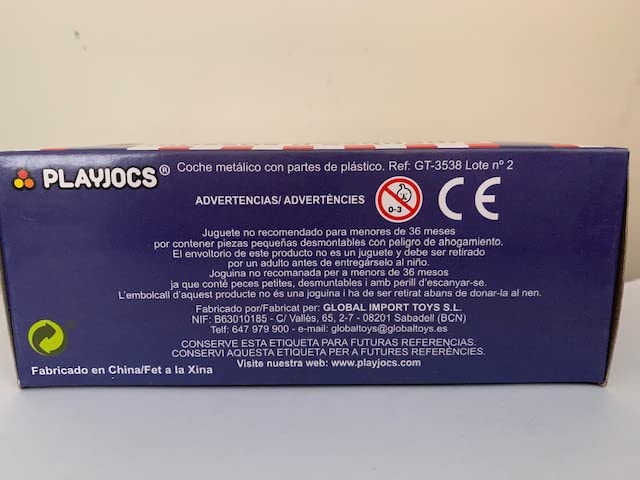 PLAYJOCS® Coche metálico con partes de plástico. Ref: GT-3538 Lote nº 2
ADVERTENCIAS/ ADVERTÈNCIES 0-3 CE
Juguete no recomendado para menores de 36 meses
por contener piezas pequeñas desmontables con peligro de ahogamiento.
El envoltorio de este producto no es un juguete y debe ser retirado
por un adulto antes de entregárselo al niño.
Joguina no recomanada per a menors de 36 mesos
ja que conté peces petites, desmuntables i amb perill d'escanyar-se.
L'embolcall d'aquest producte no és una joguina i ha de ser retirat abans de donar-la al nen.
Fabricado por/Fabricat per: GLOBAL IMPORT TOYS S.L.
NIF: B63010185 - C/ Vallès, 65, 2-7 - 08201 Sabadell (BCN)
Telf: 647 979 900 - e-mail: globaltoys@globaltoys.es
CONSERVE ESTA ETIQUETA PARA FUTURAS REFERENCIAS.
CONSERVI AQUESTA ETIQUETA PER A FUTURES REFERÈNCIES.
Visite nuestra web: www.playjocs.com
Fabricado en China/Fet a la Xina